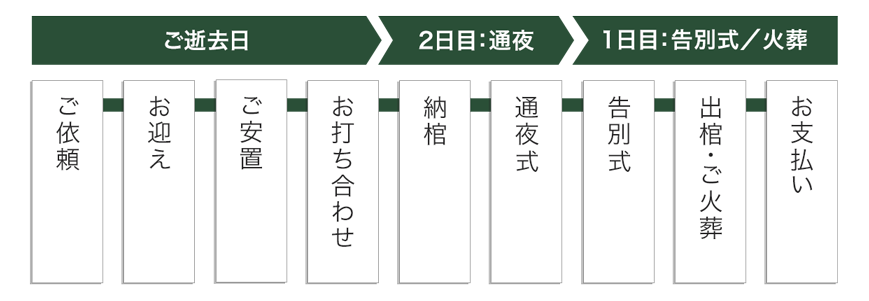 ご逝去日
2日目：通夜
1日目：告別式／火葬
ご依頼
お迎え
ご安置
お打ち合わせ
納棺
通夜式
告別式
出棺・ご火葬
お支払い